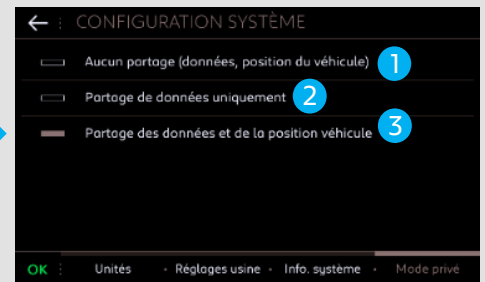 CONFIGURATION SYSTÈME
Aucun partage (données, position du véhicule) 1
Partage de données uniquement 2
Partage des données et de la position véhicule 3
OK Unités Réglages usine Info. système Mode privé